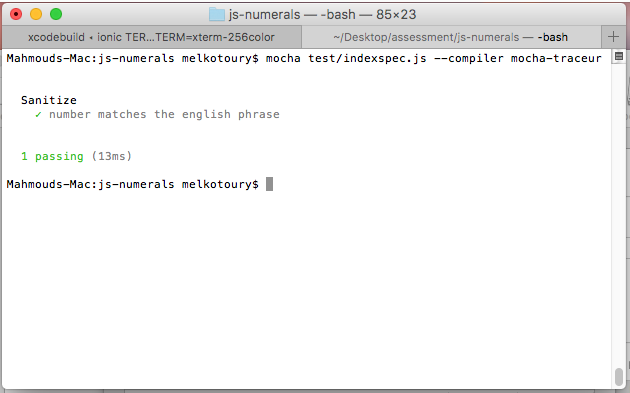 js-numerals — -bash — 85×23
xcodebuild • ionic TER...TERM=xterm-256color
~/Desktop/assessment/js-numerals — -bash
Mahmouds-Mac:js-numerals melkotoury$ mocha test/indexspec.js --compiler mocha-traceur
Sanitize
✓ number matches the english phrase
1 passing (13ms)
Mahmouds-Mac:js-numerals melkotoury$